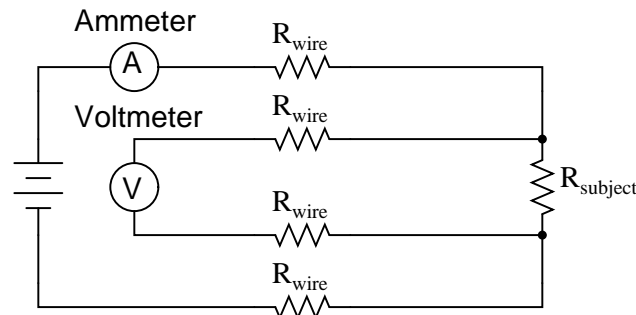 Ammeter
A
R_wire
Voltmeter
R_wire
V
R_subject
R_wire
R_wire